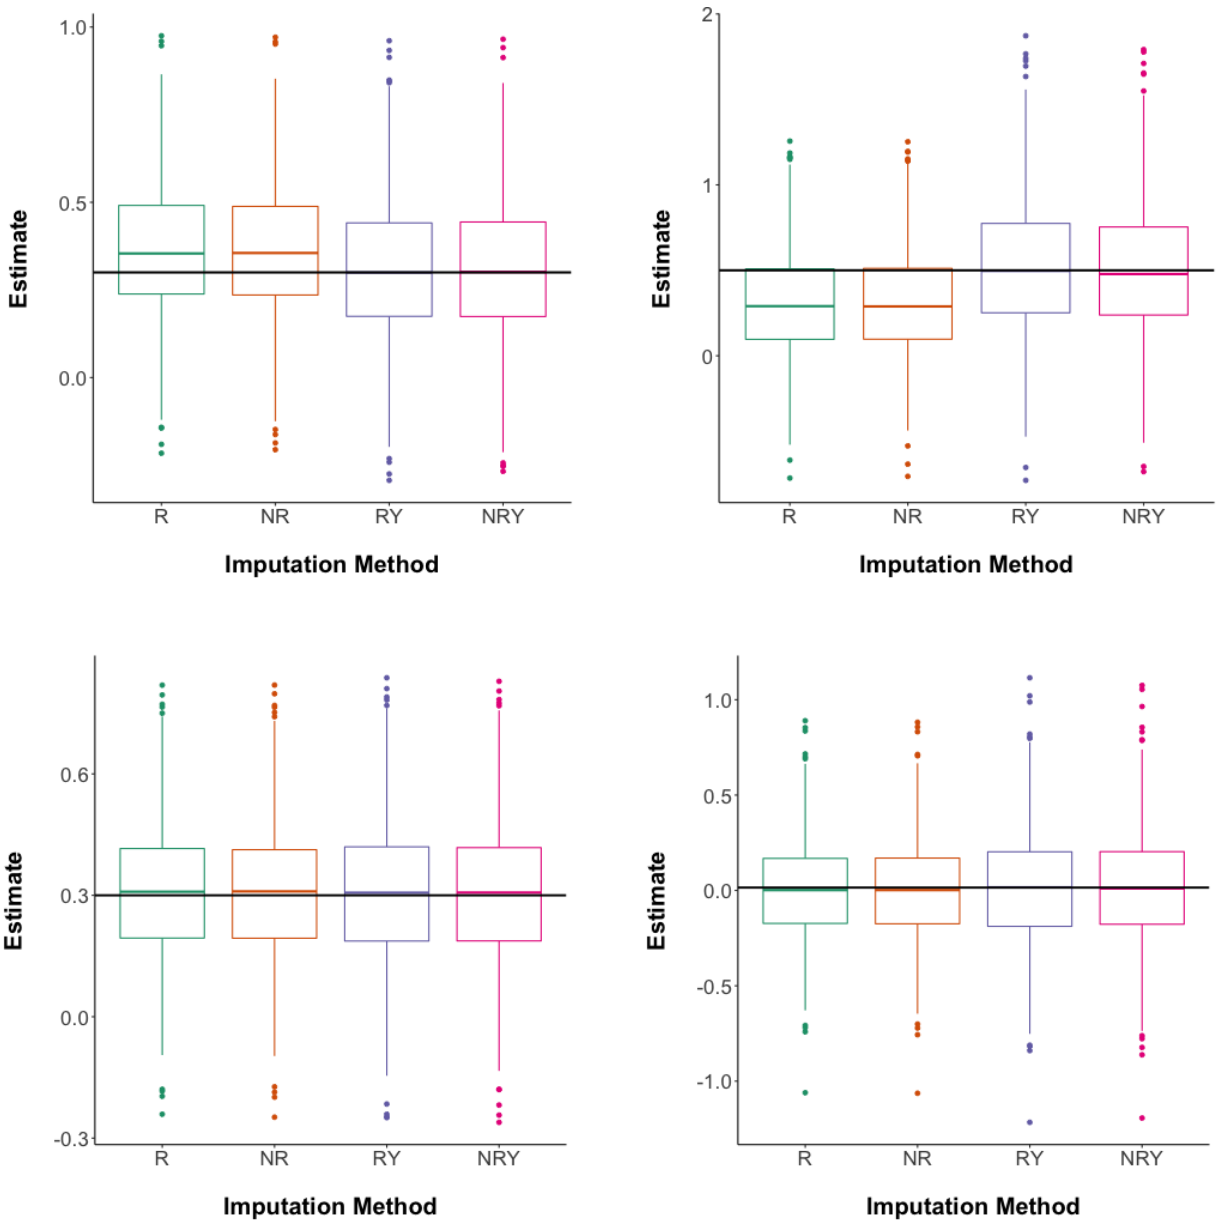 1.0
0.5
0.0
Estimate
R NR RY NRY
Imputation Method
2
1
0
Estimate
R NR RY NRY
Imputation Method
0.6
0.3
0.0
-0.3
Estimate
R NR RY NRY
Imputation Method
1.0
0.5
0.0
-0.5
-1.0
Estimate
R NR RY NRY
Imputation Method